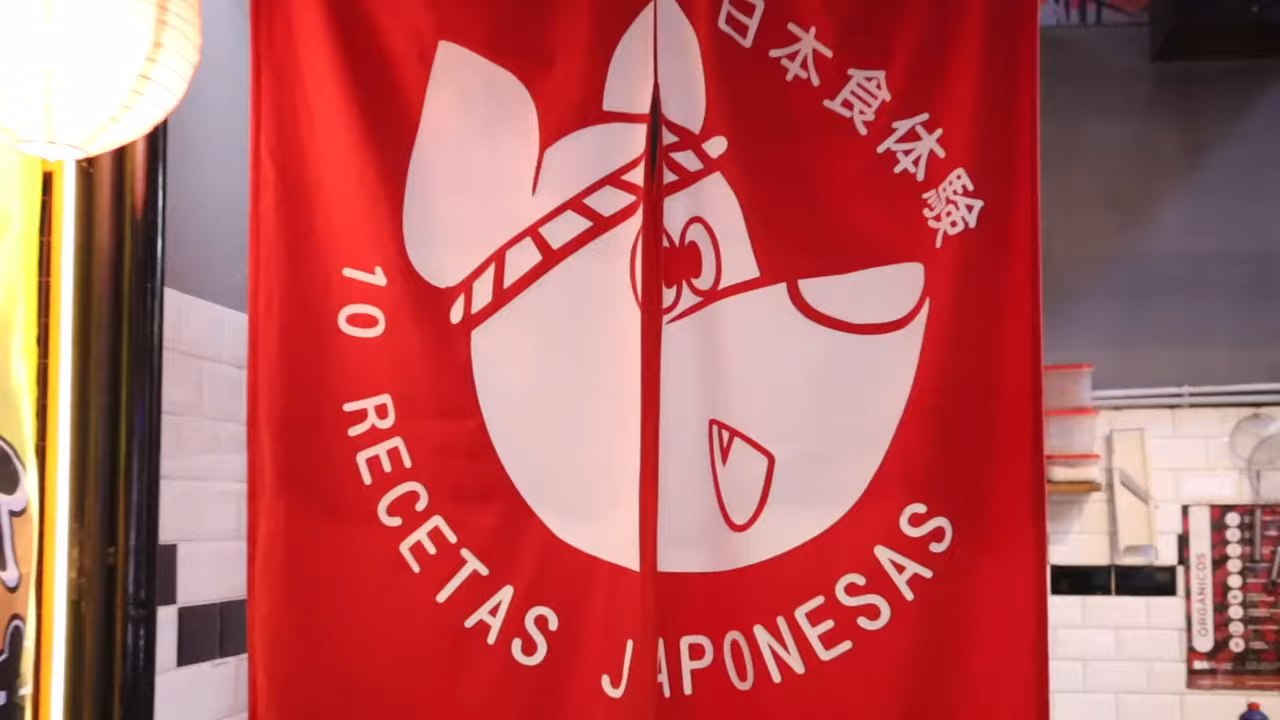 日本食体験
10 RECETAS JAPONESAS
ORGÁNICOS